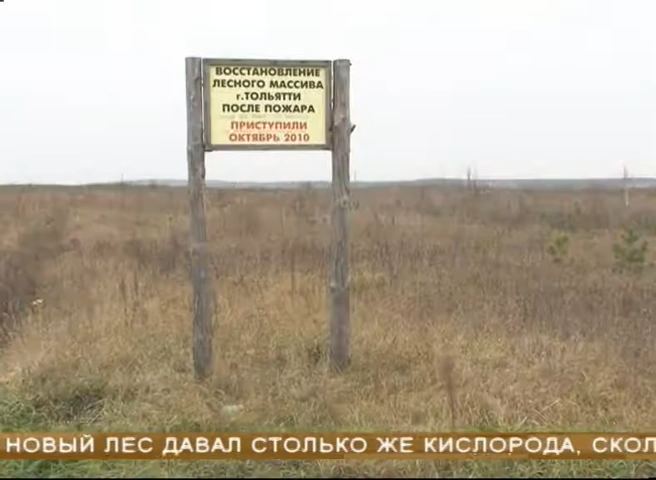 ВОССТАНОВЛЕНИЕ
ЛЕСНОГО МАССИВА
г.ТОЛЬЯТТИ
ПОСЛЕ ПОЖАРА
ПРИСТУПИЛИ
ОКТЯБРЬ 2010
НОВЫЙ ЛЕС ДАВАЛ СТОЛЬКО ЖЕ КИСЛОРОДА, СКОЛ